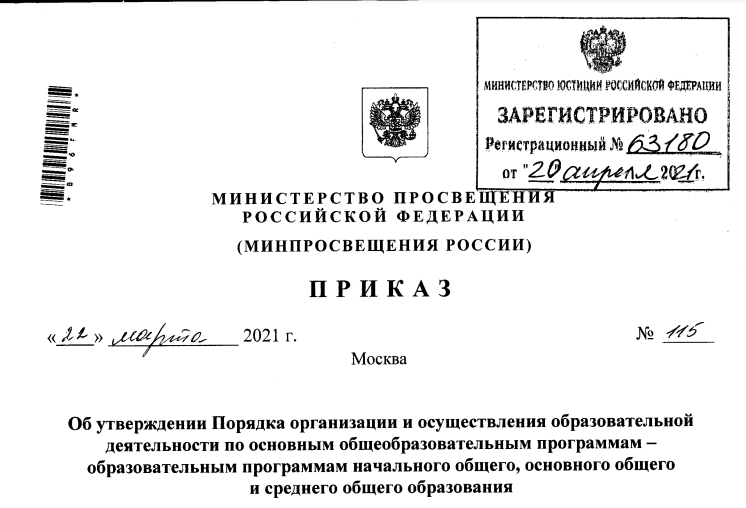 МИНИСТЕРСТВО ЮСТИЦИИ РОССИЙСКОЙ ФЕДЕРАЦИИ
ЗАРЕГИСТРИРОВАНО
Регистрационный № 63180
от "20" апреля 2021г.
*B96FMR*
МИНИСТЕРСТВО ПРОСВЕЩЕНИЯ
РОССИЙСКОЙ ФЕДЕРАЦИИ
(МИНПРОСВЕЩЕНИЯ РОССИИ)
ПРИКАЗ
«22» марта 2021 г.
№ 115
Москва
Об утверждении Порядка организации и осуществления образовательной
деятельности по основным общеобразовательным программам –
образовательным программам начального общего, основного общего
и среднего общего образования